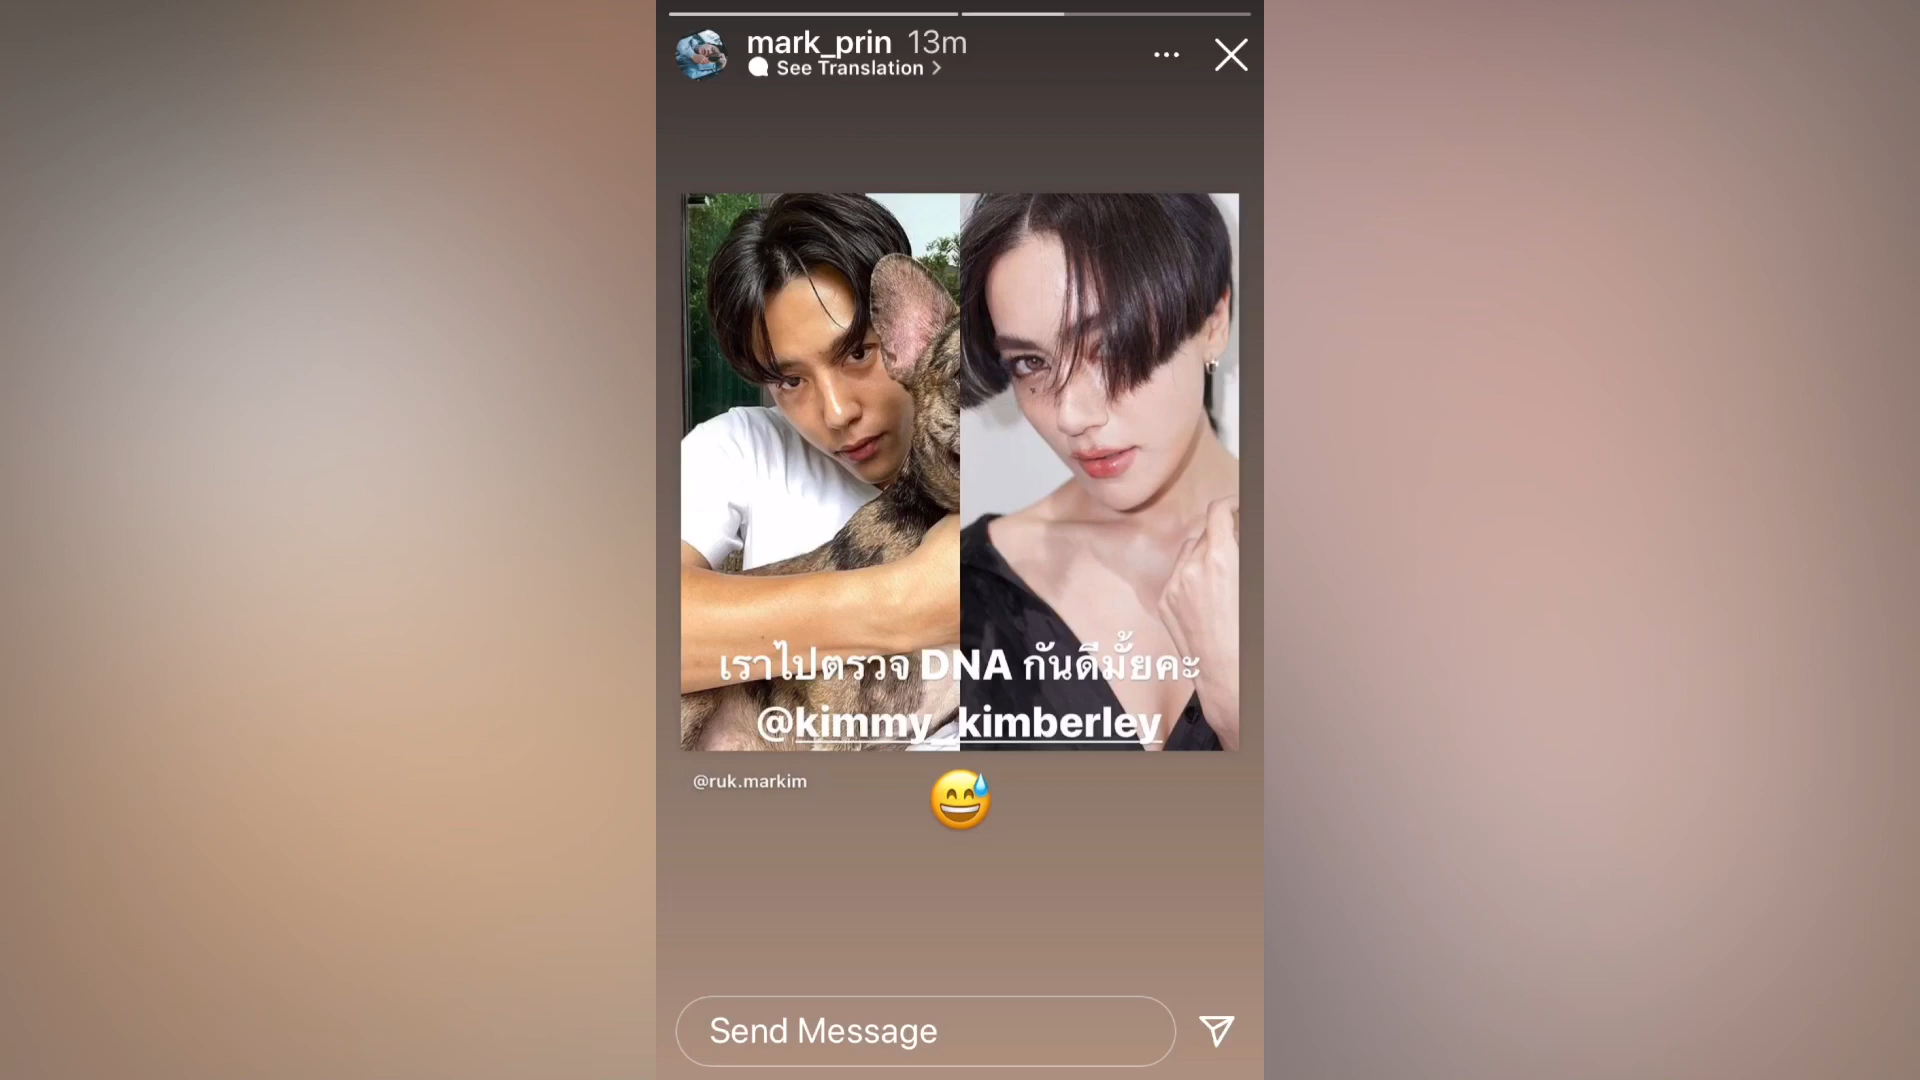 mark_prin 13m
See Translation >
เราไปตรวจ DNA กันดีมั้ยคะ
@kimmy_kimberley
@ruk.markim
Send Message